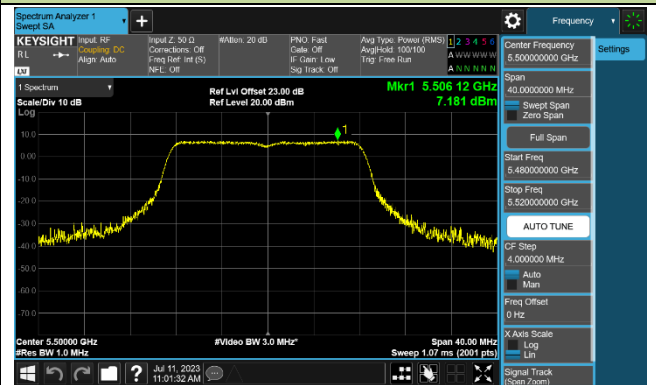 Spectrum Analyzer 1
Swept SA
+
Frequency
KEYSIGHT
RL
LXI
Input: RF
Coupling: DC
Align: Auto
Input Z: 50 Ω
Corrections: Off
Freq Ref: Int (S)
NFE: Off
#Atten: 20 dB
PNO: Fast
Gate: Off
IF Gain: Low
Sig Track: Off
Avg Type: Power (RMS)
Avg|Hold: 100/100
Trig: Free Run
1 2 3 4 5 6
A W W W W W
A N N N N N
1 Spectrum
Scale/Div 10 dB
Log
Ref Lvl Offset 23.00 dB
Ref Level 20.00 dBm
Mkr1 5.506 12 GHz
7.181 dBm
1
10.0
0.00
-10.0
-20.0
-30.0
-40.0
-50.0
-60.0
-70.0
Center 5.50000 GHz
#Res BW 1.0 MHz
#Video BW 3.0 MHz*
Span 40.00 MHz
Sweep 1.07 ms (2001 pts)
?
Jul 11, 2023
11:01:32 AM
Center Frequency
5.500000000 GHz
Settings
Span
40.0000000 MHz
Swept Span
Zero Span
Full Span
Start Freq
5.480000000 GHz
Stop Freq
5.520000000 GHz
AUTO TUNE
CF Step
4.000000 MHz
Auto
Man
Freq Offset
0 Hz
X Axis Scale
Log
Lin
Signal Track
(Span Zoom)